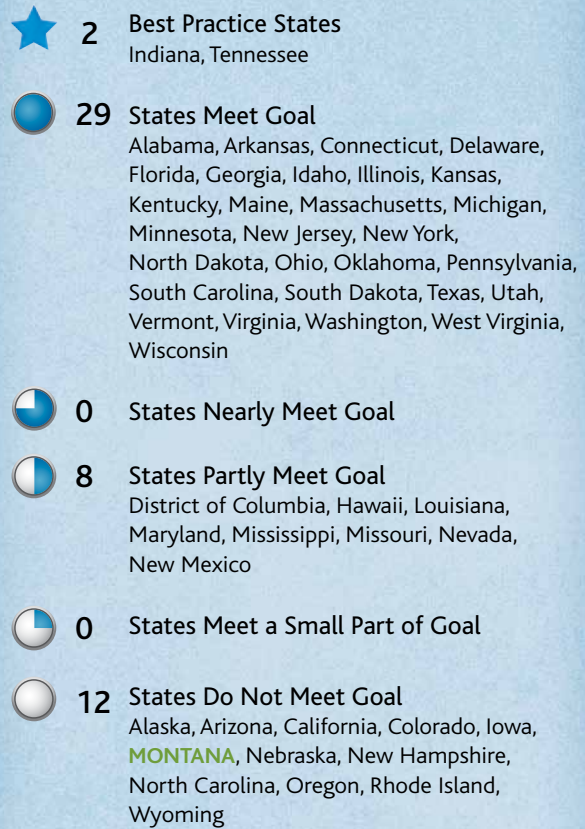 2 Best Practice States
Indiana, Tennessee
29 States Meet Goal
Alabama, Arkansas, Connecticut, Delaware,
Florida, Georgia, Idaho, Illinois, Kansas,
Kentucky, Maine, Massachusetts, Michigan,
Minnesota, New Jersey, New York,
North Dakota, Ohio, Oklahoma, Pennsylvania,
South Carolina, South Dakota, Texas, Utah,
Vermont, Virginia, Washington, West Virginia,
Wisconsin
0 States Nearly Meet Goal
8 States Partly Meet Goal
District of Columbia, Hawaii, Louisiana,
Maryland, Mississippi, Missouri, Nevada,
New Mexico
0 States Meet a Small Part of Goal
12 States Do Not Meet Goal
Alaska, Arizona, California, Colorado, Iowa,
MONTANA, Nebraska, New Hampshire,
North Carolina, Oregon, Rhode Island,
Wyoming